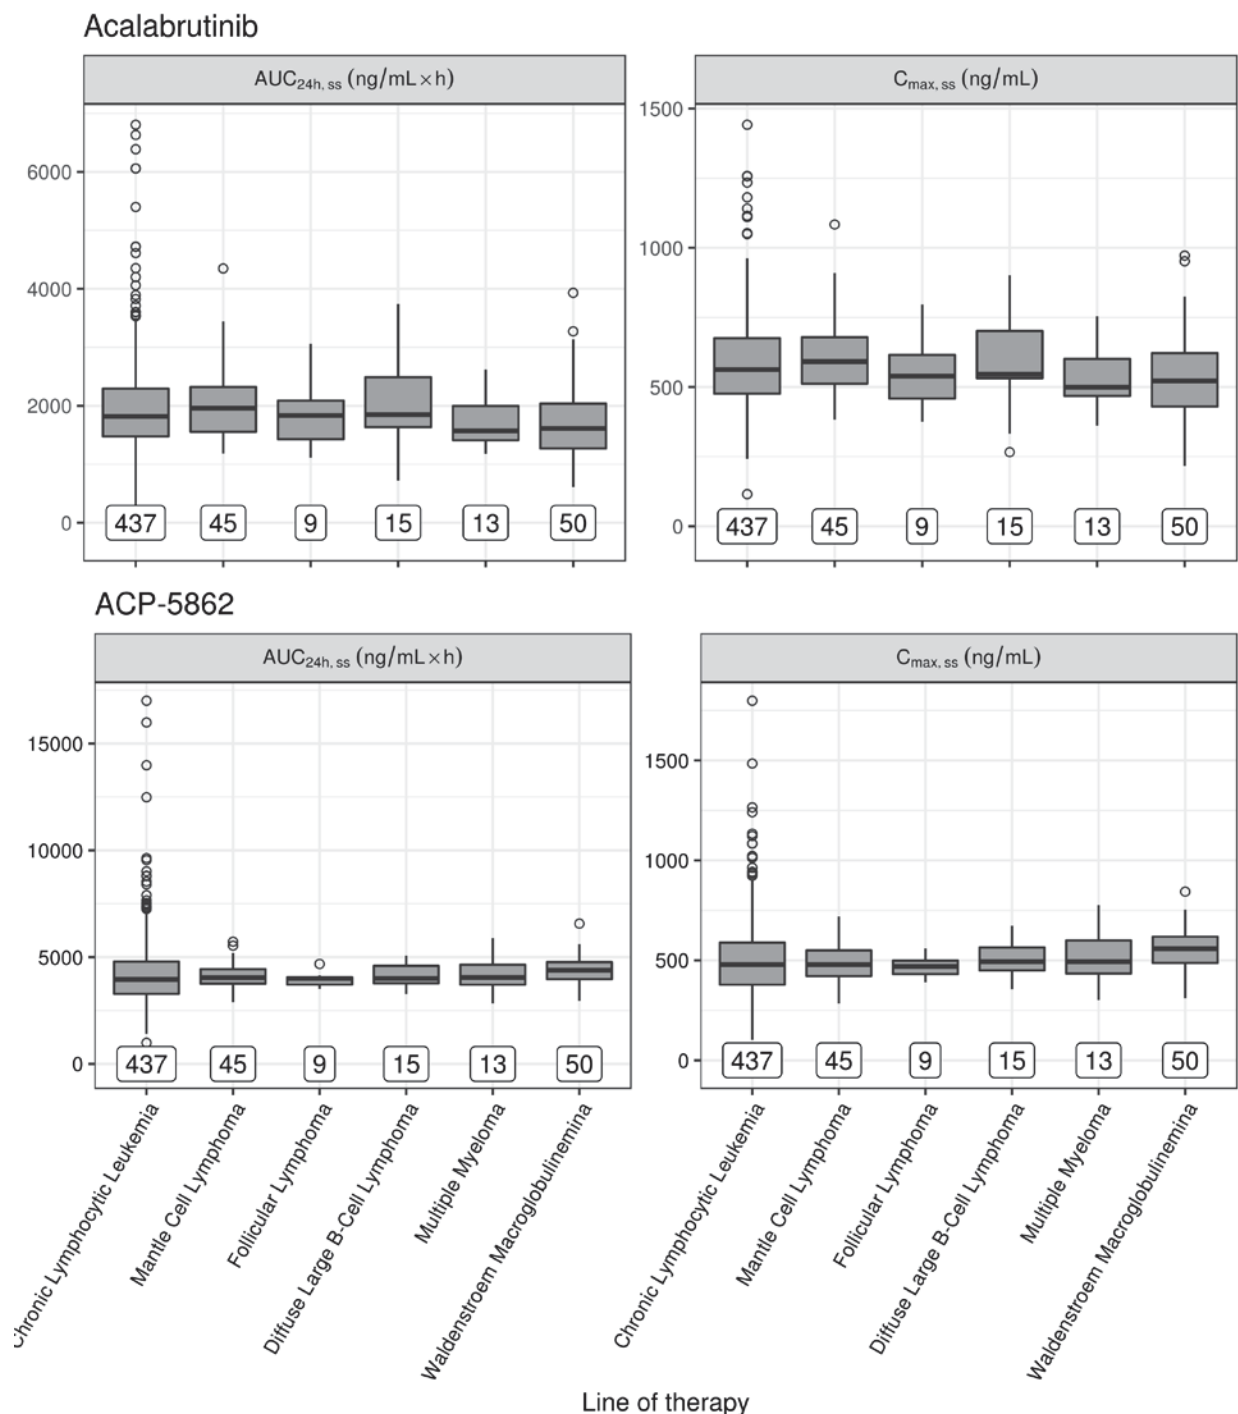 Acalabrutinib
AUC24h, ss (ng/mL×h)
Cmax, ss (ng/mL)
6000
4000
2000
0
437 45 9 15 13 50
1500
1000
500
0
437 45 9 15 13 50
ACP-5862
AUC24h, ss (ng/mL×h)
Cmax, ss (ng/mL)
15000
10000
5000
0
437 45 9 15 13 50
1500
1000
500
0
437 45 9 15 13 50
Chronic Lymphocytic Leukemia
Mantle Cell Lymphoma
Follicular Lymphoma
Diffuse Large B-Cell Lymphoma
Multiple Myeloma
Waldenstroem Macroglobulinemina
Chronic Lymphocytic Leukemia
Mantle Cell Lymphoma
Follicular Lymphoma
Diffuse Large B-Cell Lymphoma
Multiple Myeloma
Waldenstroem Macroglobulinemina
Line of therapy